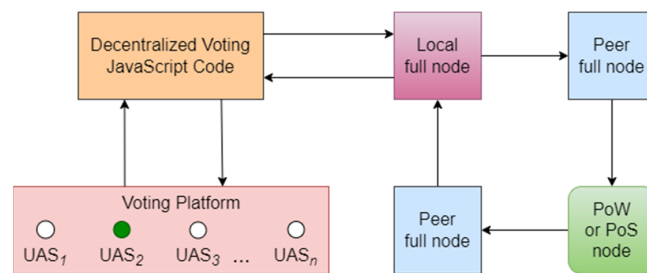 Decentralized Voting
JavaScript Code
Local
full node
Peer
full node
Voting Platform
UAS1 UAS2 UAS3 ... UASn
Peer
full node
PoW
or PoS
node